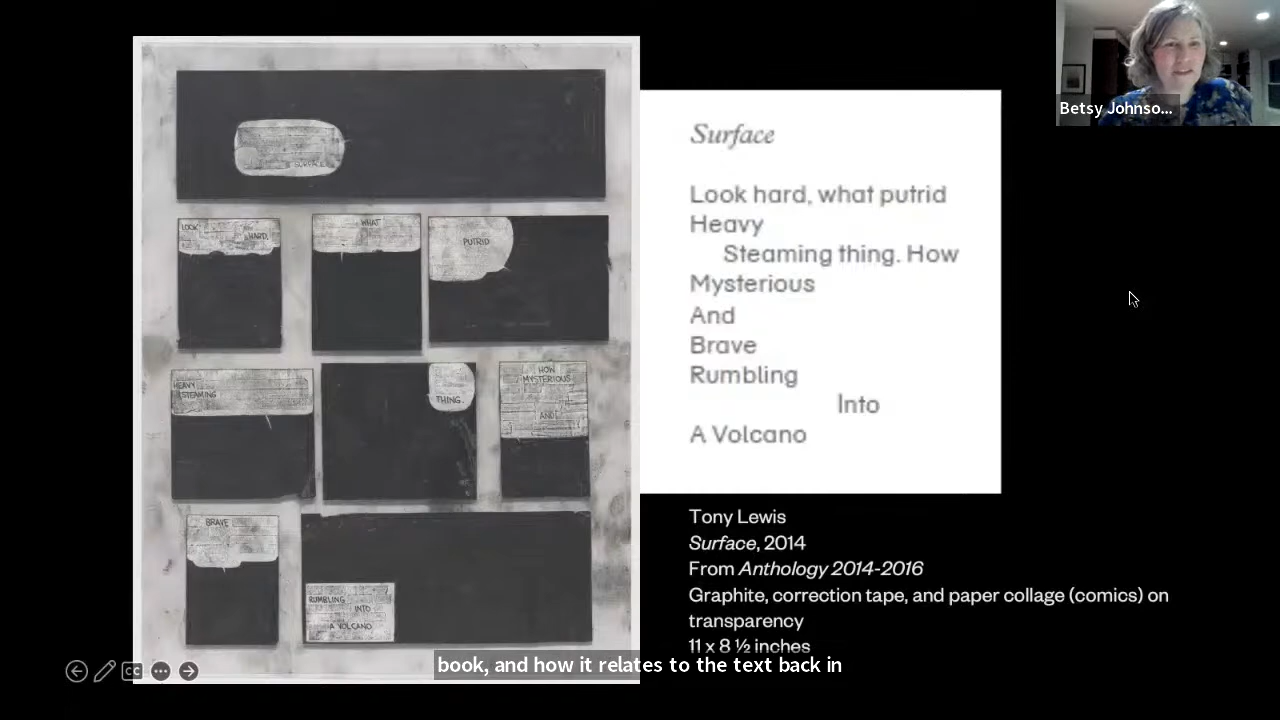 SURFACE
LOOK
HARD,
WHAT
PUTRID
HEAVY
STEAMING
THING.
HOW
MYSTERIOUS
AND
BRAVE
RUMBLING
INTO
A VOLCANO
Surface
Look hard, what putrid
Heavy
Steaming thing. How
Mysterious
And
Brave
Rumbling
Into
A Volcano
Tony Lewis
Surface, 2014
From Anthology 2014-2016
Graphite, correction tape, and paper collage (comics) on
transparency
11 x 8 ½ inches
Betsy Johnso...
CC
book, and how it relates to the text back in